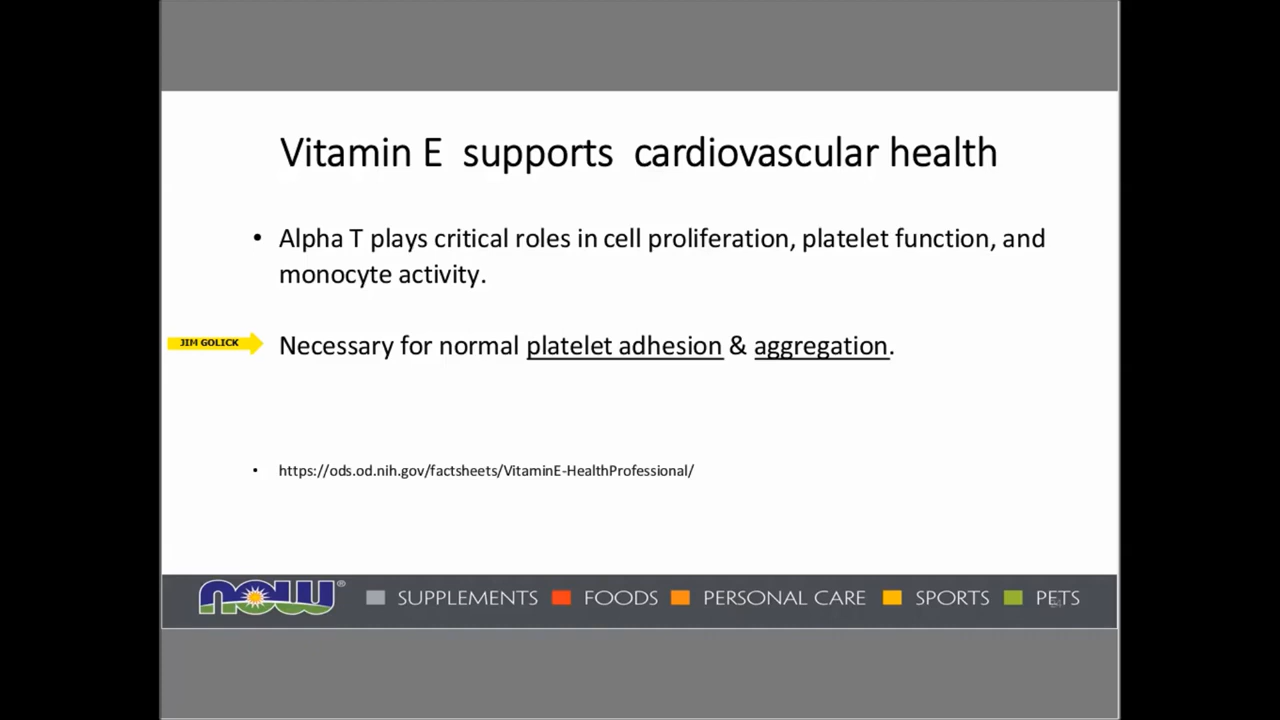 Vitamin E supports cardiovascular health
• Alpha T plays critical roles in cell proliferation, platelet function, and
monocyte activity.
JIM GOLICK
Necessary for normal platelet adhesion & aggregation.
• https://ods.od.nih.gov/factsheets/VitaminE-HealthProfessional/
now® SUPPLEMENTS FOODS PERSONAL CARE SPORTS PETS